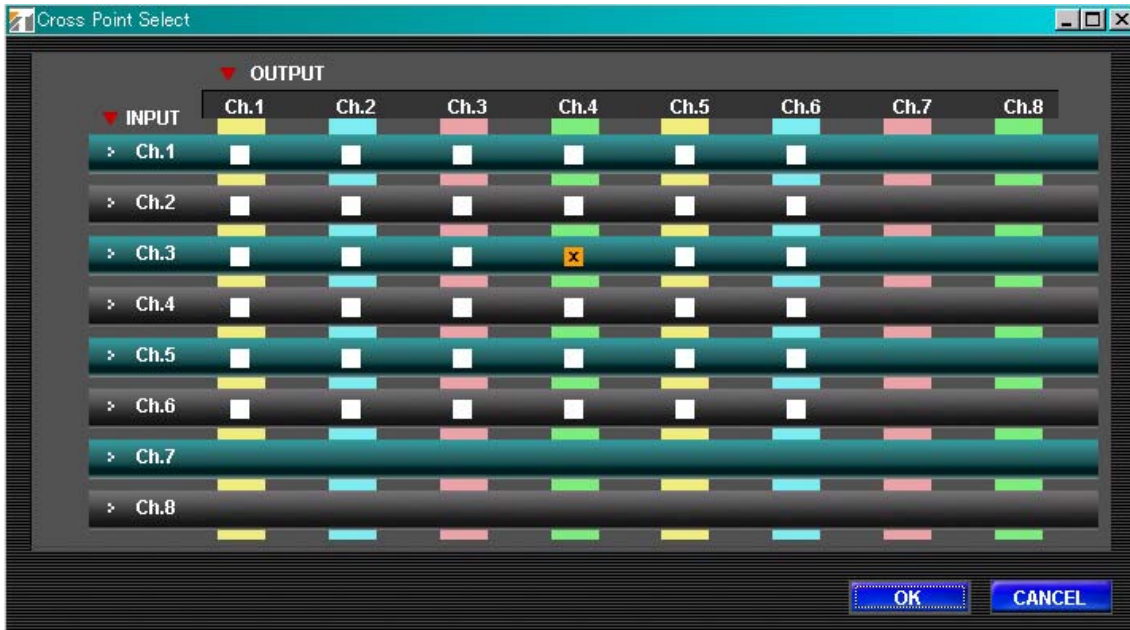 Cross Point Select
OUTPUT
INPUT
Ch.1 Ch.2 Ch.3 Ch.4 Ch.5 Ch.6 Ch.7 Ch.8
Ch.1
Ch.2
Ch.3 x
Ch.4
Ch.5
Ch.6
Ch.7
Ch.8
OK CANCEL